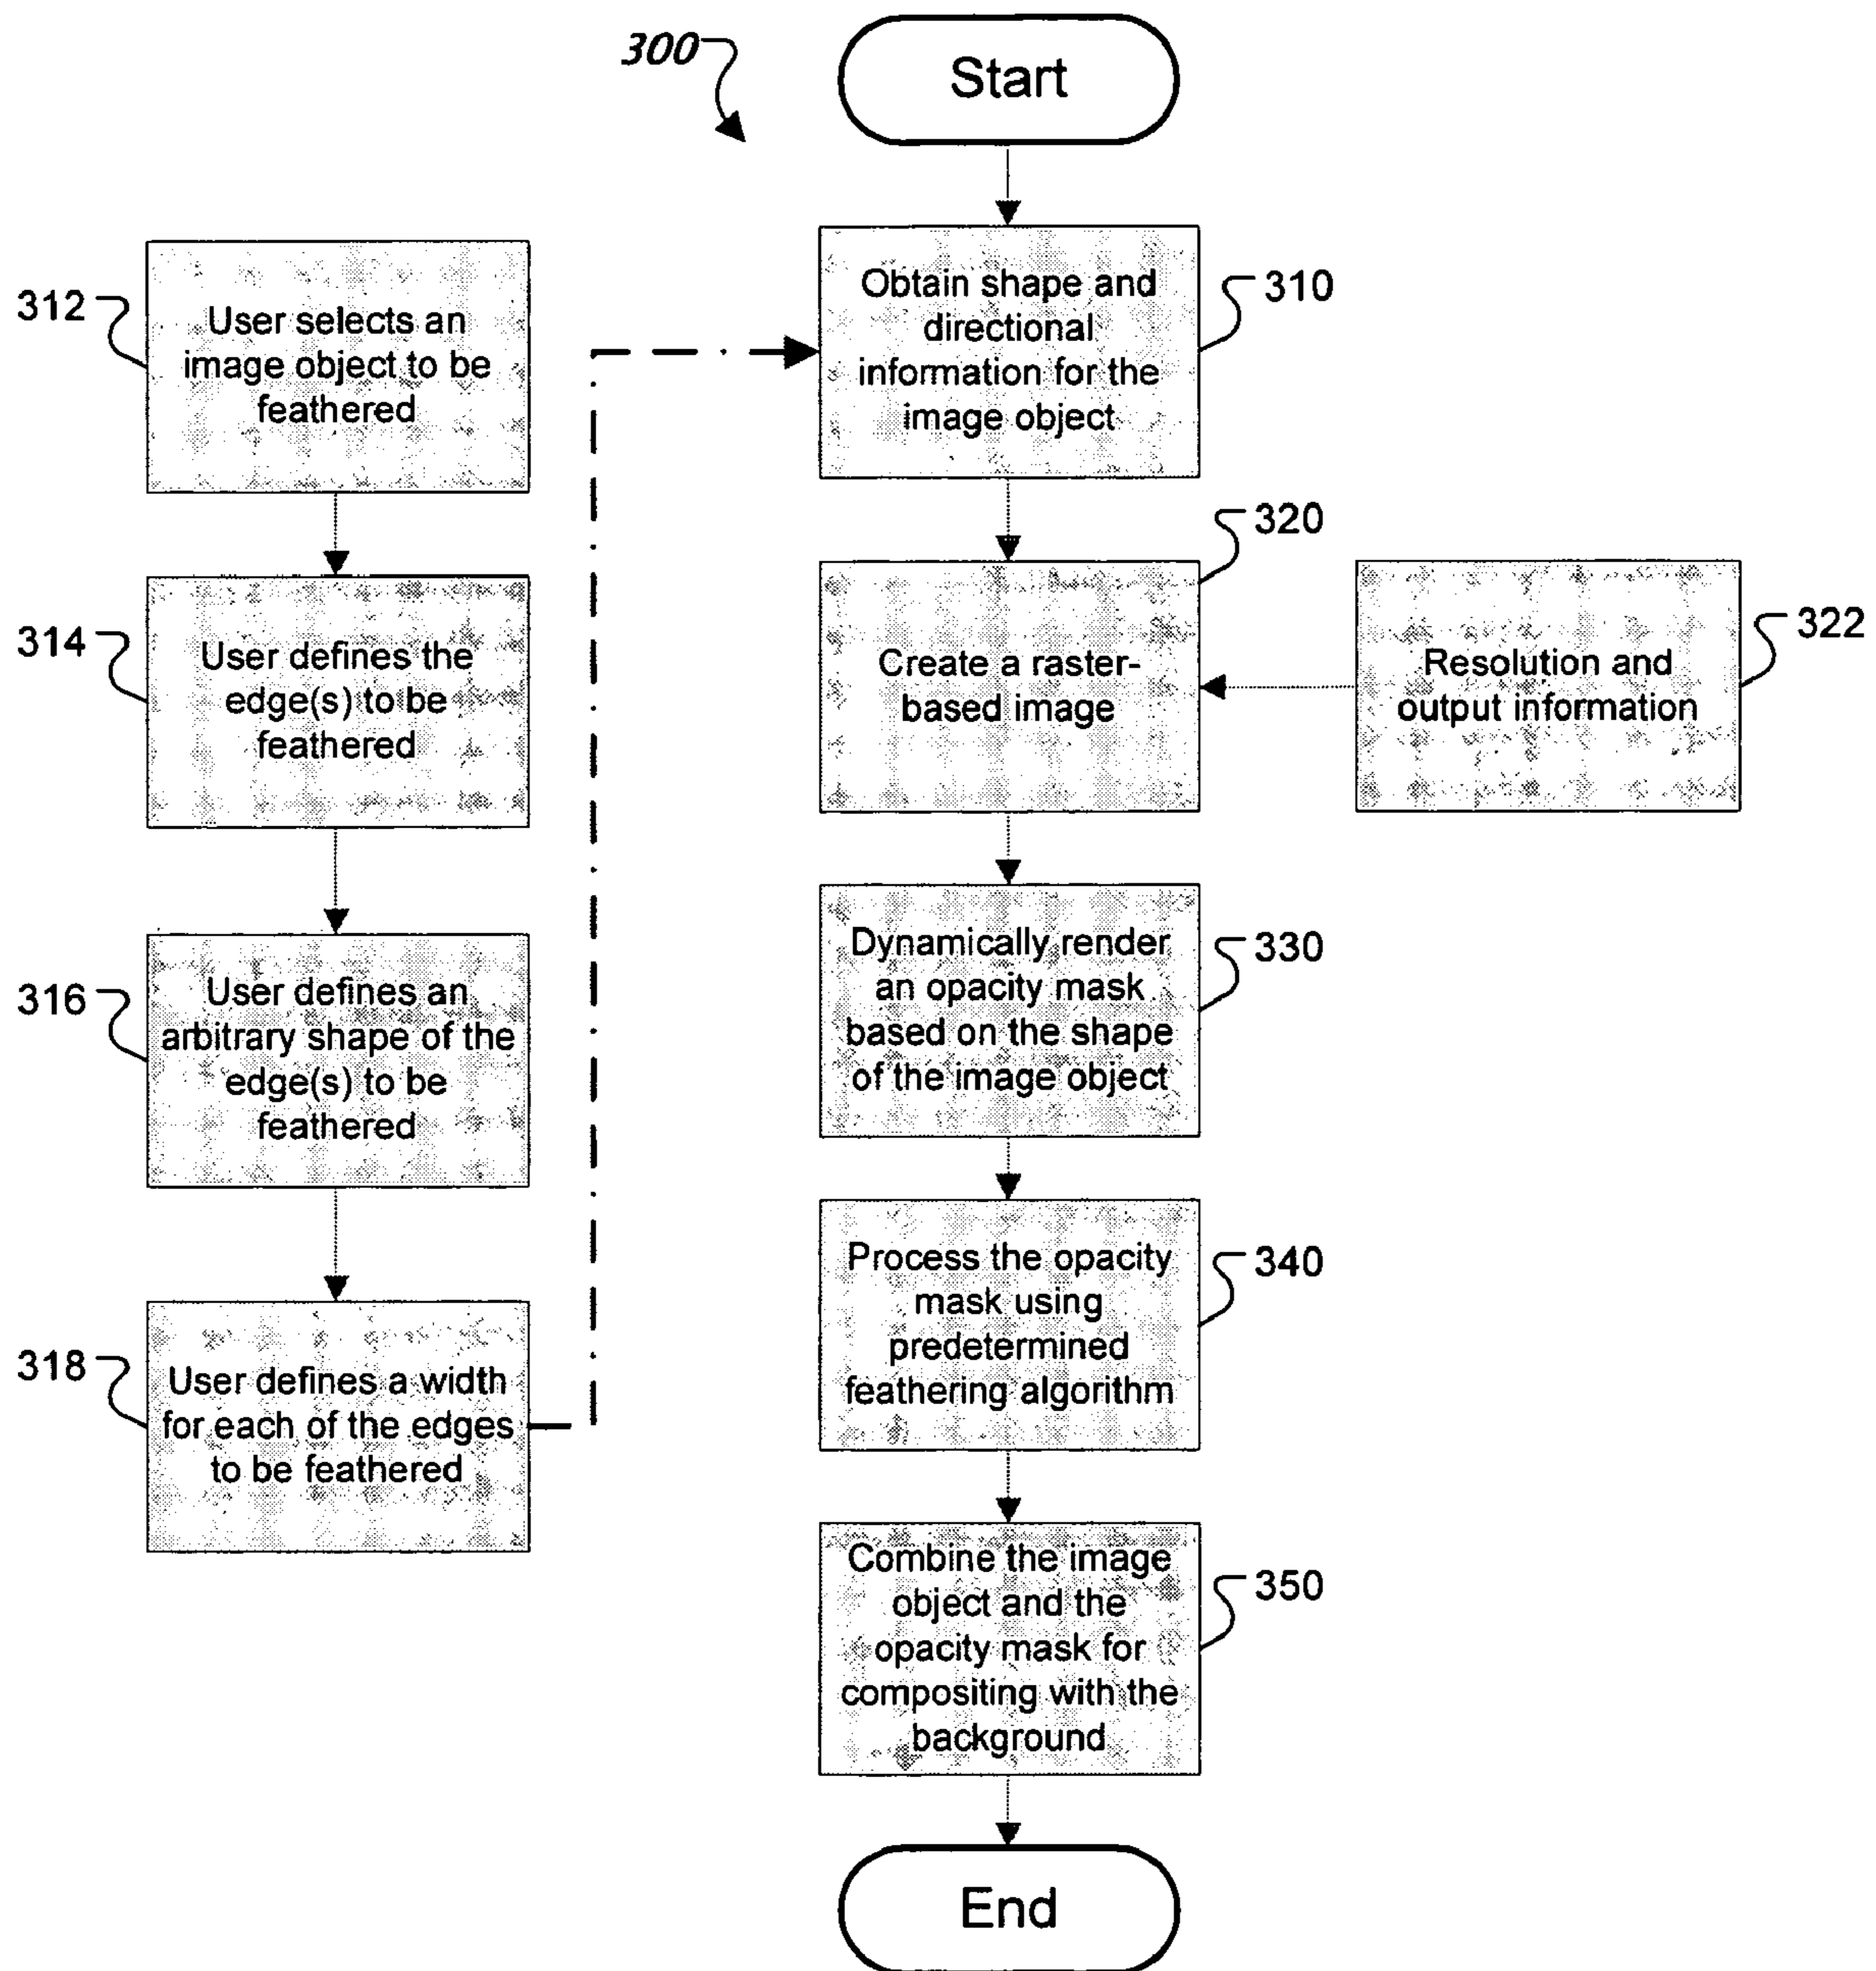 300
Start
312
User selects an
image object to be
feathered
314
User defines the
edge(s) to be
feathered
316
User defines an
arbitrary shape of the
edge(s) to be
feathered
318
User defines a width
for each of the edges
to be feathered
Obtain shape and
directional
information for the
image object
310
Create a raster-
based image
320
Resolution and
output information
322
Dynamically render
an opacity mask
based on the shape
of the image object
330
Process the opacity
mask using
predetermined
feathering algorithm
340
Combine the image
object and the
opacity mask for
compositing with the
background
350
End